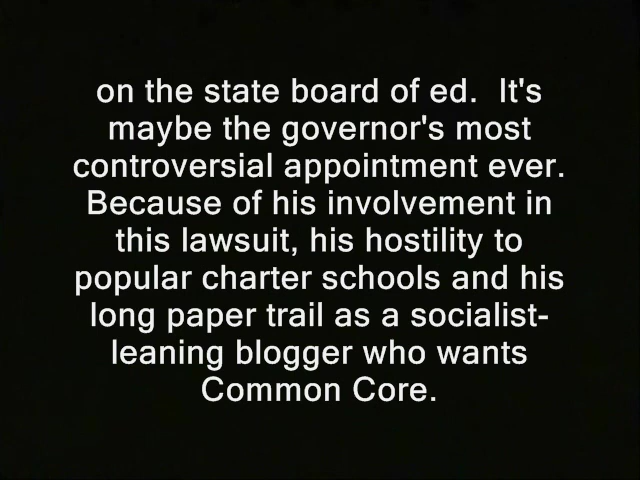 on the state board of ed.  It's
maybe the governor's most
controversial appointment ever.
Because of his involvement in
this lawsuit, his hostility to
popular charter schools and his
long paper trail as a socialist-
leaning blogger who wants
Common Core.